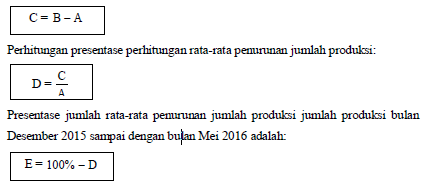 C = B – A
Perhitungan presentase perhitungan rata-rata penurunan jumlah produksi:
D = C
A
Presentase jumlah rata-rata penurunan jumlah produksi jumlah produksi bulan
Desember 2015 sampai dengan bulan Mei 2016 adalah:
E = 100% – D